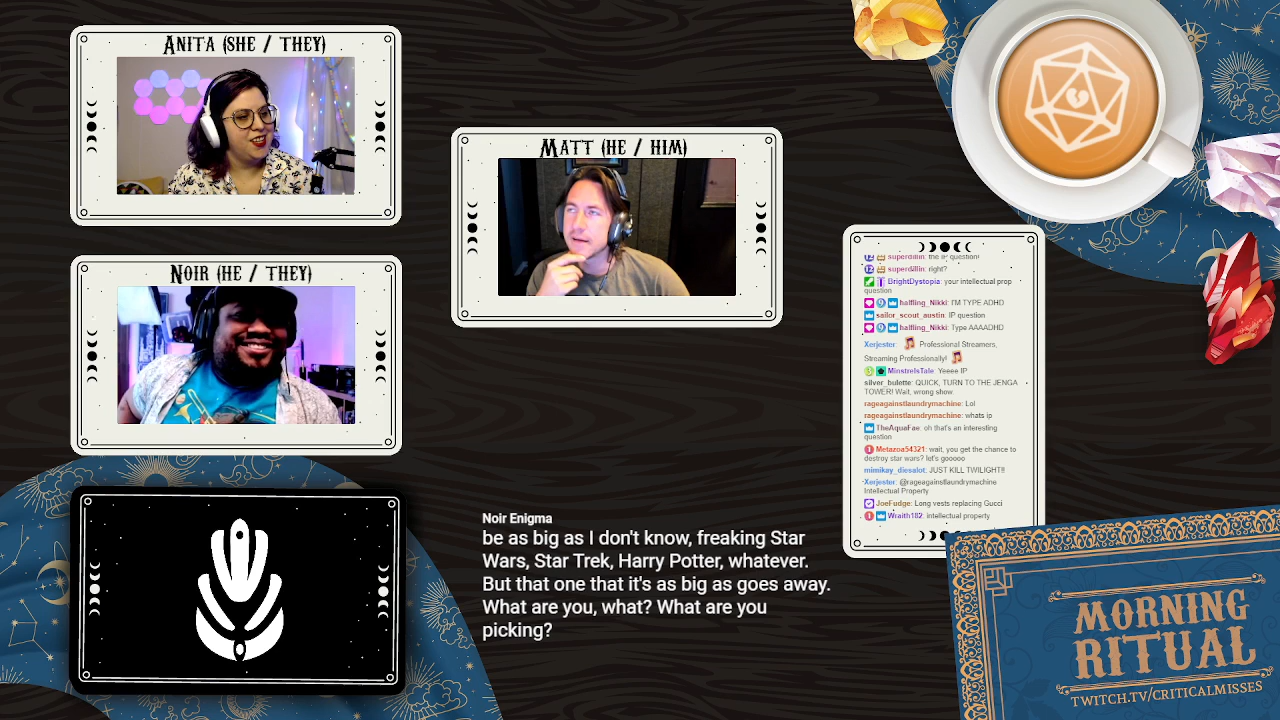 ANITA (SHE / THEY)
MATT (HE / HIM)
NOIR (HE / THEY)
superdillin: the IP question!
superdillin: right?
BrightDystopia: your intellectual prop
question
halfling_Nikki: I'M TYPE ADHD
sailor_scout_austin: IP question
halfling_Nikki: Type AAAADHD
Xerjester: Professional Streamers,
Streaming Professionally!
MinstrelsTale: Yeeee IP
silver_bulette: QUICK, TURN TO THE JENGA
TOWER! Wait, wrong show
rageagainstlaundrymachine: Lol
rageagainstlaundrymachine: whats ip
TheAquaFae: oh that's an interesting
question
Metazoa54321: wait, you get the chance to
destroy star wars? let's gooooo
mimikay_diesalot: JUST KILL TWILIGHT!!
Xerjester: @rageagainstlaundrymachine
Intellectual Property
JoeFudge: Long vests replacing Gucci
Wraith182: intellectual property
Noir Enigma
be as big as I don't know, freaking Star
Wars, Star Trek, Harry Potter, whatever.
But that one that it's as big as goes away.
What are you, what? What are you
picking?
MORNING
RITUAL
TWITCH.TV/CRITICALMISSES